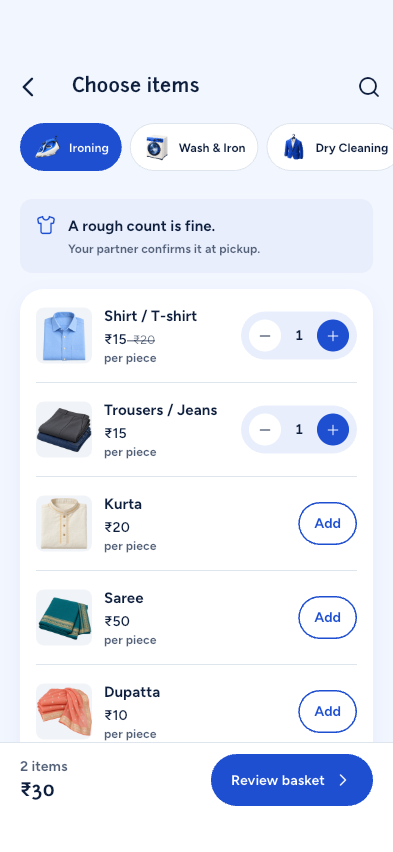 Choose items
Ironing
Wash & Iron
Dry Cleaning
A rough count is fine.
Your partner confirms it at pickup.
Shirt / T-shirt
₹15 ₹20
per piece
1
Trousers / Jeans
₹15
per piece
1
Kurta
₹20
per piece
Add
Saree
₹50
per piece
Add
Dupatta
₹10
per piece
Add
2 items
₹30
Review basket